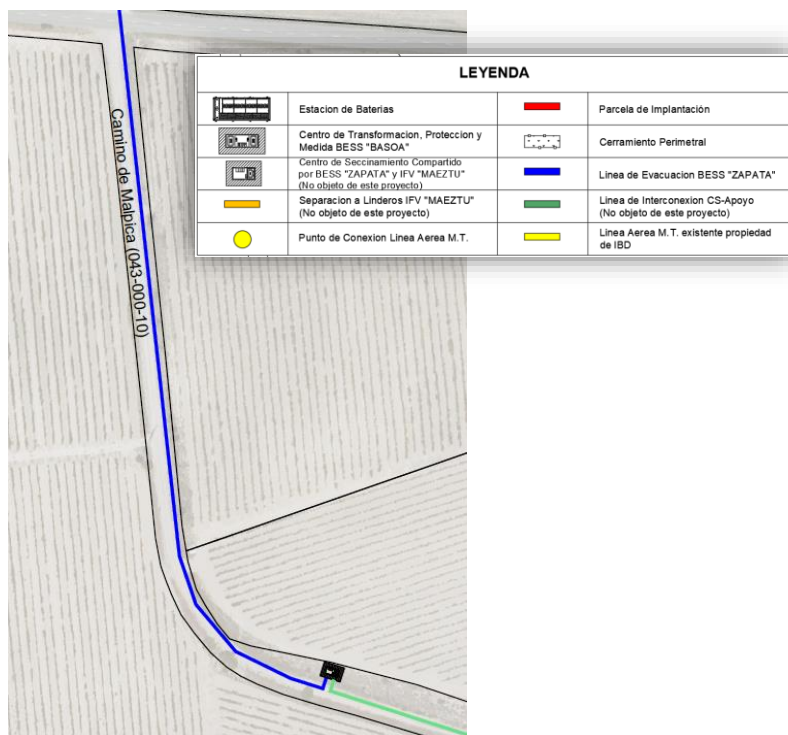 LEYENDA
Estacion de Baterias
Parcela de Implantación
Centro de Transformacion, Proteccion y
Medida BESS "BASOA"
Cerramiento Perimetral
Centro de Seccinamiento Compartido
por BESS "ZAPATA" y IFV "MAEZTU"
(No objeto de este proyecto)
Linea de Evacuacion BESS "ZAPATA"
Separacion a Linderos IFV "MAEZTU"
(No objeto de este proyecto)
Linea de Interconexion CS-Apoyo
(No objeto de este proyecto)
Punto de Conexion Linea Aerea M.T.
Linea Aerea M.T. existente propiedad
de IBD
Camino de Malpica (043-000-10)